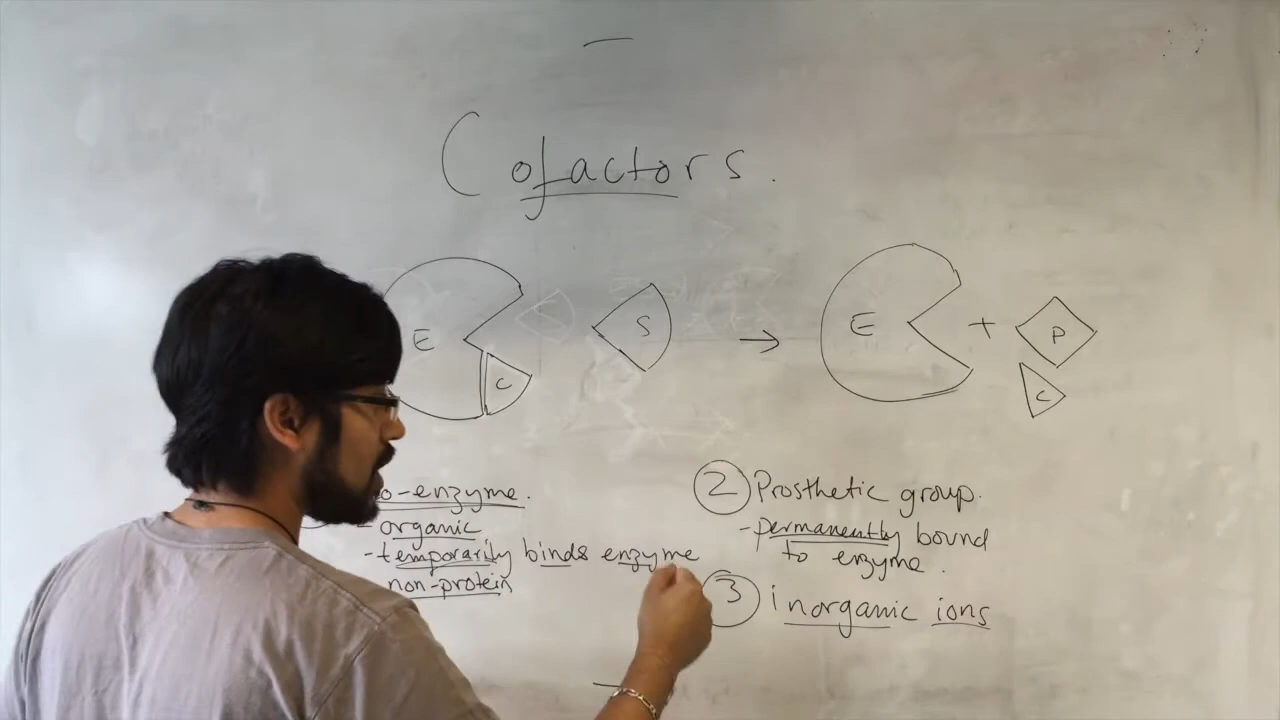 Cofactors.
E C S → E + P C
o-enzyme.
- organic
- temporarily binds enzyme
non-protein
2 Prosthetic group.
- permanently bound
to enzyme.
3 inorganic ions